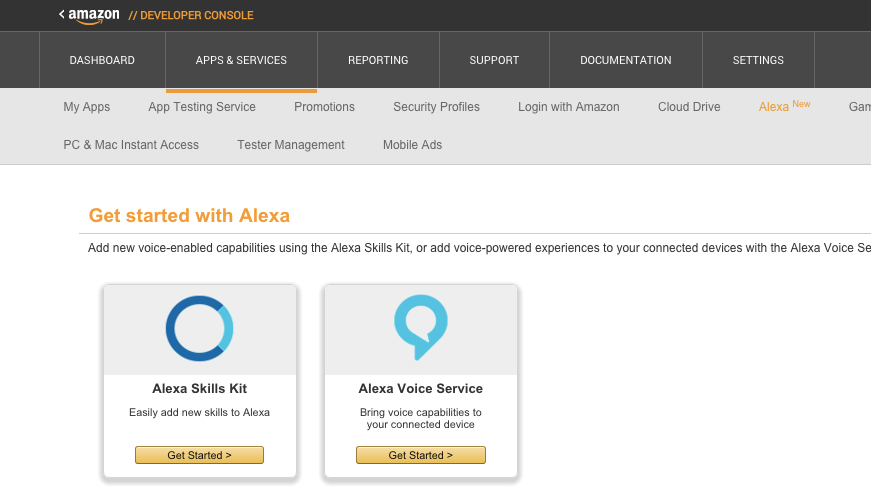 < amazon // DEVELOPER CONSOLE
DASHBOARD APPS & SERVICES REPORTING SUPPORT DOCUMENTATION SETTINGS
My Apps App Testing Service Promotions Security Profiles Login with Amazon Cloud Drive Alexa New Gam
PC & Mac Instant Access Tester Management Mobile Ads
Get started with Alexa
Add new voice-enabled capabilities using the Alexa Skills Kit, or add voice-powered experiences to your connected devices with the Alexa Voice Se
Alexa Skills Kit
Easily add new skills to Alexa
Get Started >
Alexa Voice Service
Bring voice capabilities to
your connected device
Get Started >